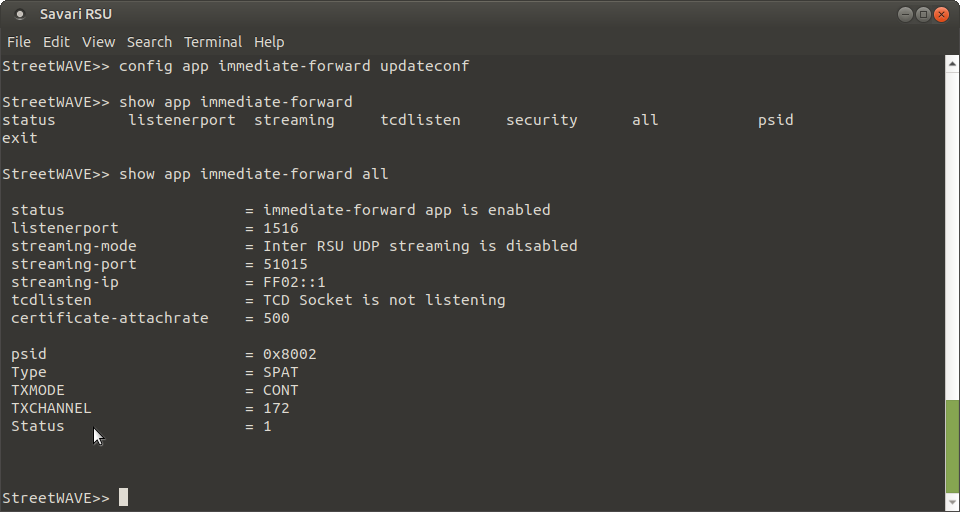 Savari RSU
File Edit View Search Terminal Help
StreetWAVE>> config app immediate-forward updateconf
StreetWAVE>> show app immediate-forward
status listenerport streaming tcdlisten security all psid
exit
StreetWAVE>> show app immediate-forward all
status = immediate-forward app is enabled
listenerport = 1516
streaming-mode = Inter RSU UDP streaming is disabled
streaming-port = 51015
streaming-ip = FF02::1
tcdlisten = TCD Socket is not listening
certificate-attachrate = 500
psid = 0x8002
Type = SPAT
TXMODE = CONT
TXCHANNEL = 172
Status = 1
StreetWAVE>>